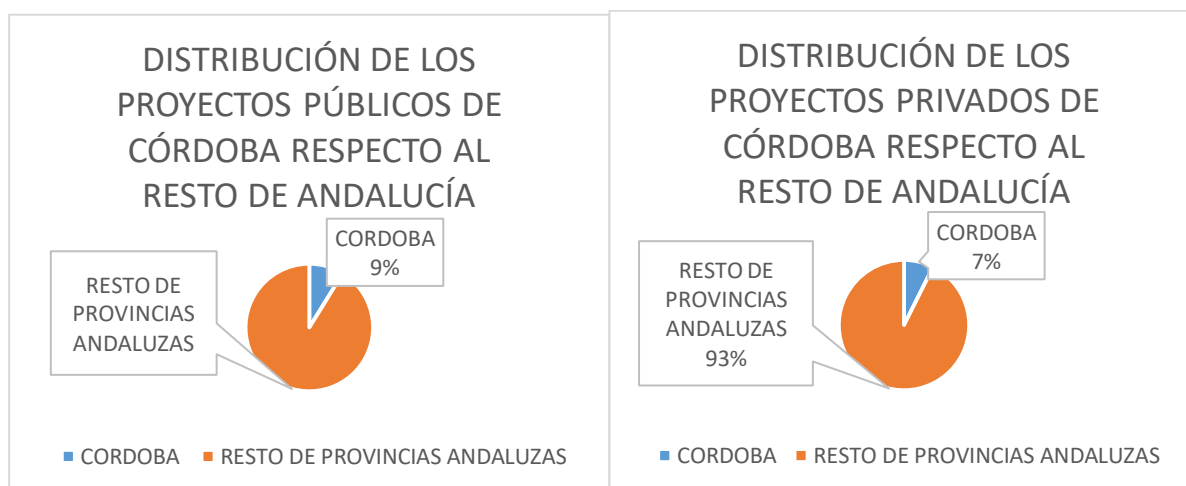 DISTRIBUCIÓN DE LOS
PROYECTOS PÚBLICOS DE
CÓRDOBA RESPECTO AL
RESTO DE ANDALUCÍA
CORDOBA
9%
RESTO DE
PROVINCIAS
ANDALUZAS
CORDOBA RESTO DE PROVINCIAS ANDALUZAS
DISTRIBUCIÓN DE LOS
PROYECTOS PRIVADOS DE
CÓRDOBA RESPECTO AL
RESTO DE ANDALUCÍA
CORDOBA
7%
RESTO DE
PROVINCIAS
ANDALUZAS
93%
CORDOBA RESTO DE PROVINCIAS ANDALUZAS